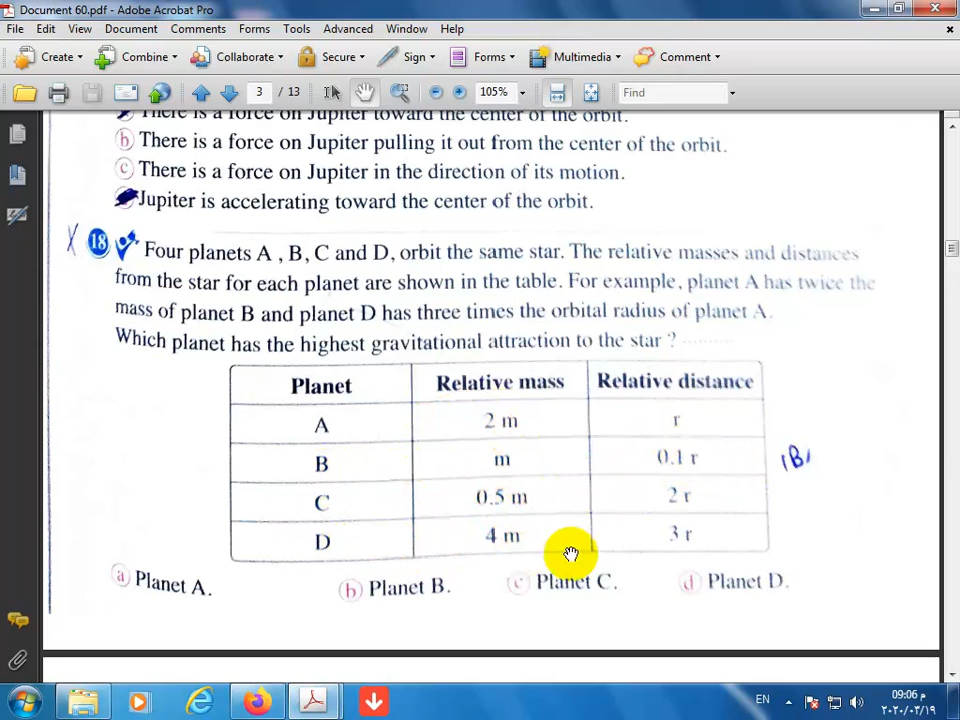 Document 60.pdf - Adobe Acrobat Pro
File Edit View Document Comments Forms Tools Advanced Window Help
Create Combine Collaborate Secure Sign Forms Multimedia Comment
3 / 13 105% Find
There is a force on Jupiter toward the center of the orbit.
b There is a force on Jupiter pulling it out from the center of the orbit.
c There is a force on Jupiter in the direction of its motion.
Jupiter is accelerating toward the center of the orbit.
X 18 Four planets A , B, C and D, orbit the same star. The relative masses and distances
from the star for each planet are shown in the table. For example, planet A has twice the
mass of planet B and planet D has three times the orbital radius of planet A.
Which planet has the highest gravitational attraction to the star ? ............
Planet Relative mass Relative distance
A 2 m r
B m 0.1 r
(B)
C 0.5 m 2 r
D 4 m 3 r
a Planet A. b Planet B. c Planet C. d Planet D.
EN 09:06 م
٢٠٢٠/٠٣/١٩